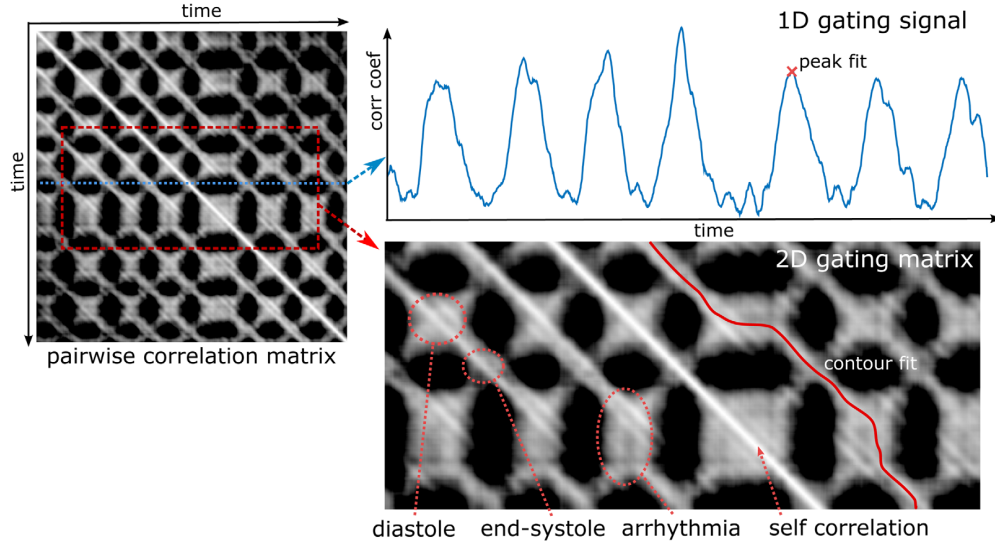 time
time
pairwise correlation matrix
1D gating signal
corr coef
peak fit
time
2D gating matrix
contour fit
diastole
end-systole
arrhythmia
self correlation